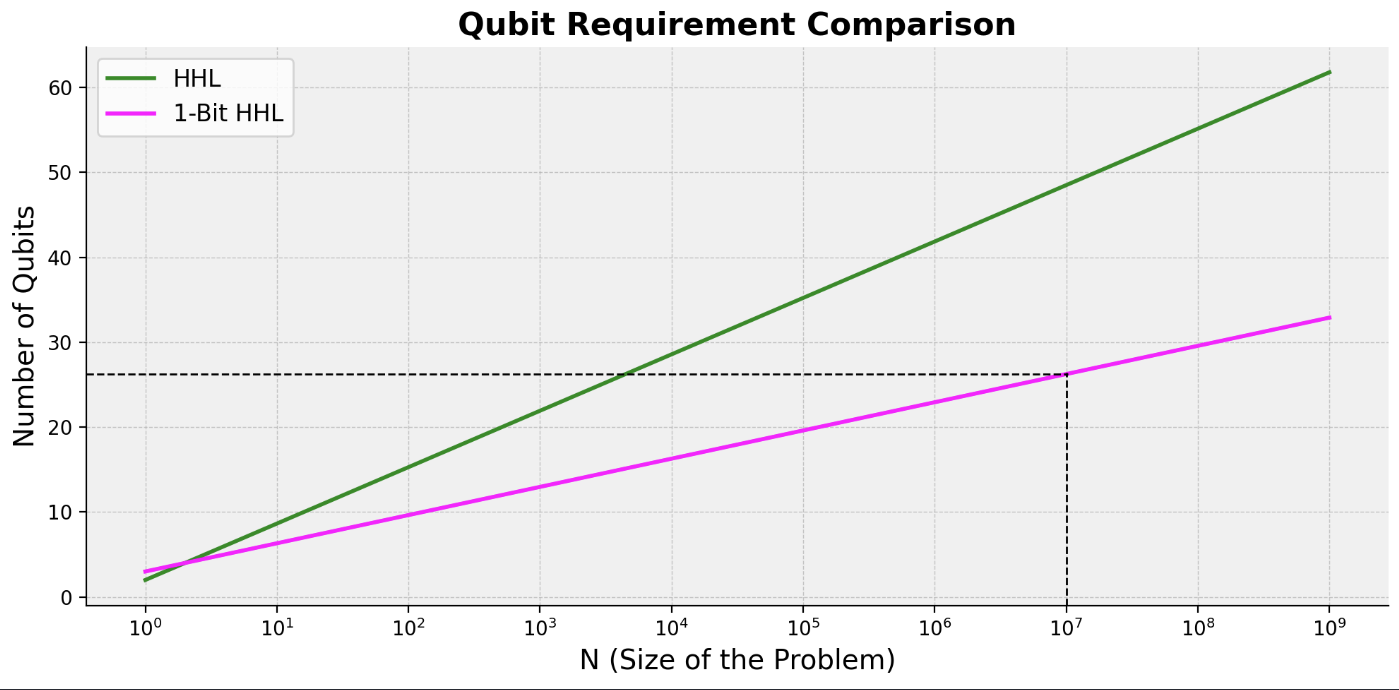 Qubit Requirement Comparison
HHL
1-Bit HHL
Number of Qubits
60
50
40
30
20
10
0
10⁰ 10¹ 10² 10³ 10⁴ 10⁵ 10⁶ 10⁷ 10⁸ 10⁹
N (Size of the Problem)